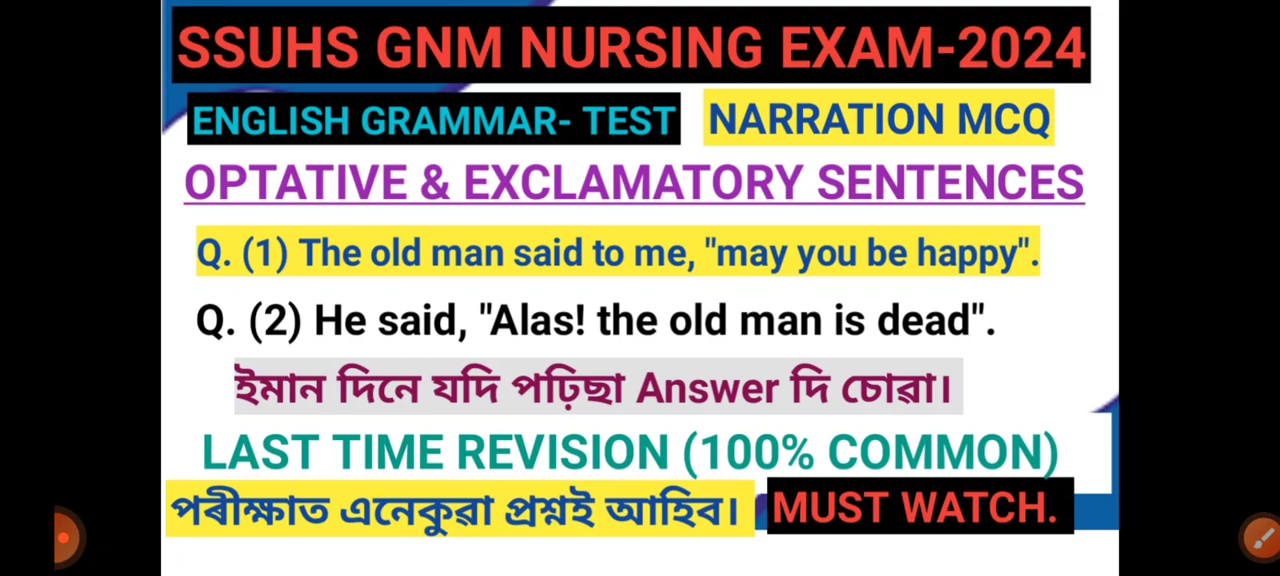 SSUHS GNM NURSING EXAM-2024
ENGLISH GRAMMAR- TEST NARRATION MCQ
OPTATIVE & EXCLAMATORY SENTENCES
Q. (1) The old man said to me, "may you be happy".
Q. (2) He said, "Alas! the old man is dead".
ইমান দিনে যদি পঢ়িছা Answer দি চোৱা।
LAST TIME REVISION (100% COMMON)
পৰীক্ষাত এনেকুৱা প্ৰশ্নই আহিব। MUST WATCH.